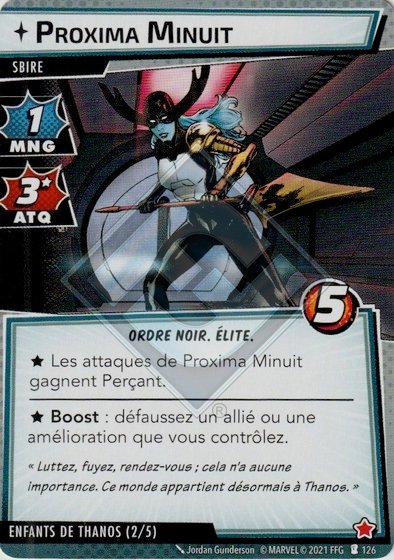 PROXIMA MINUIT
SBIRE
1
MNG
3★
ATQ
5
ORDRE NOIR. ÉLITE.
★ Les attaques de Proxima Minuit
gagnent Perçant.
★ Boost : défaussez un allié ou une
amélioration que vous contrôlez.
« Luttez, fuyez, rendez-vous ; cela n'a aucune
importance. Ce monde appartient désormais à Thanos. »
ENFANTS DE THANOS (2/5)
Jordan Gunderson © MARVEL © 2021 FFG 126
®